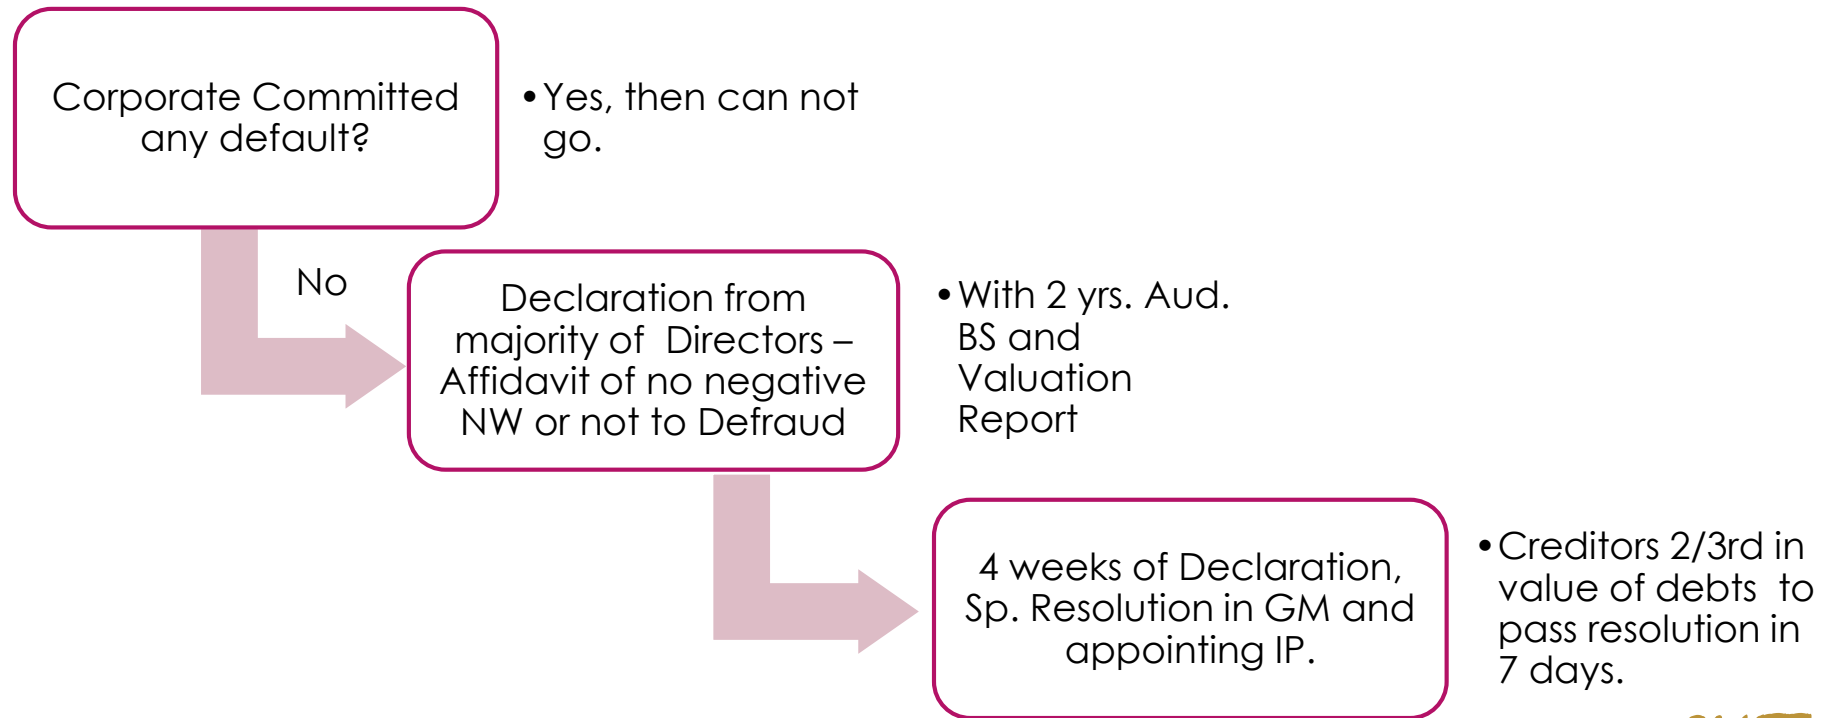 Corporate Committed
any default?
•Yes, then can not
go.
No
Declaration from
majority of  Directors –
Affidavit of no negative
NW or not to Defraud
•With 2 yrs. Aud.
BS and
Valuation
Report
4 weeks of Declaration,
Sp. Resolution in GM and
appointing IP.
•Creditors 2/3rd in
value of debts  to
pass resolution in
7 days.